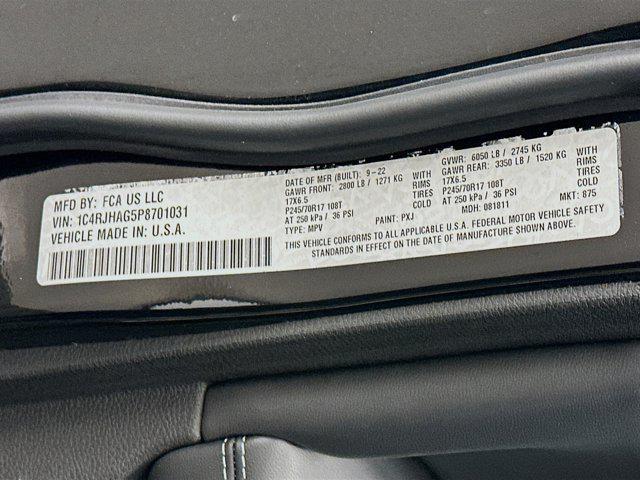 MFD BY: FCA US LLC
VIN: 1C4RJHAG5P8701031
VEHICLE MADE IN: U.S.A.
DATE OF MFR (BUILT): 9-22
GAWR FRONT: 2800 LB / 1271 KG WITH
17X6.5 RIMS
P245/70R17 108T TIRES
AT 250 kPa / 36 PSI COLD
TYPE: MPV PAINT: PXJ
GVWR: 6050 LB / 2745 KG
GAWR REAR: 3350 LB / 1520 KG WITH
17X6.5 RIMS
P245/70R17 108T TIRES
AT 250 kPa / 36 PSI COLD
MDH: 081811 MKT: 875
THIS VEHICLE CONFORMS TO ALL APPLICABLE U.S.A. FEDERAL MOTOR VEHICLE
SAFETY STANDARDS IN EFFECT ON THE DATE OF MANUFACTURE SHOWN ABOVE.